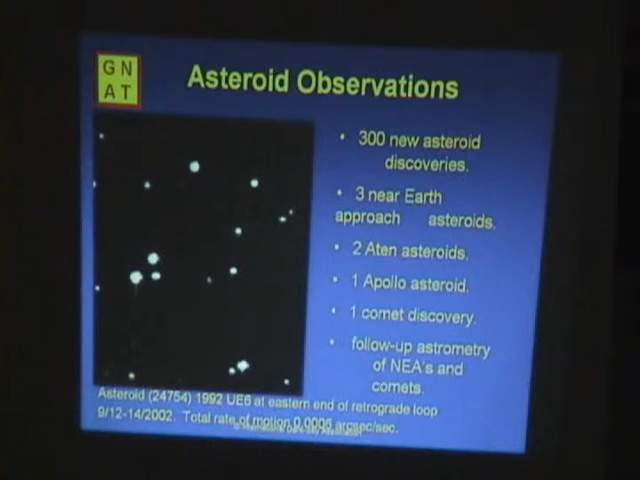 GN
AT
Asteroid Observations
• 300 new asteroid
discoveries.
• 3 near Earth
approach asteroids.
• 2 Aten asteroids.
• 1 Apollo asteroid.
• 1 comet discovery.
• follow-up astrometry
of NEA's and
comets.
Asteroid (24754) 1992 UE6 at eastern end of retrograde loop
9/12-14/2002. Total rate of motion 0.0006 arcsec/sec.